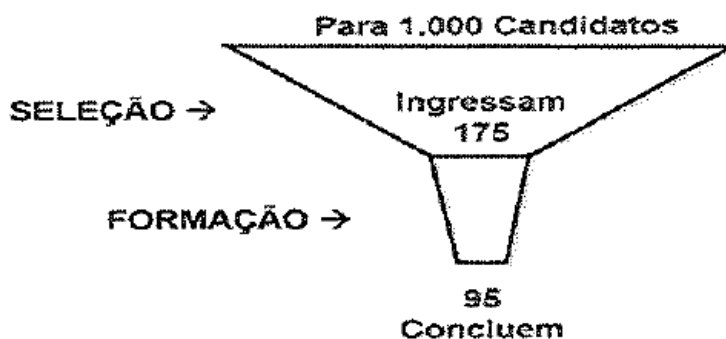 Para 1.000 Candidatos
SELEÇÃO →
Ingressam
175
FORMAÇÃO →
95
Concluem